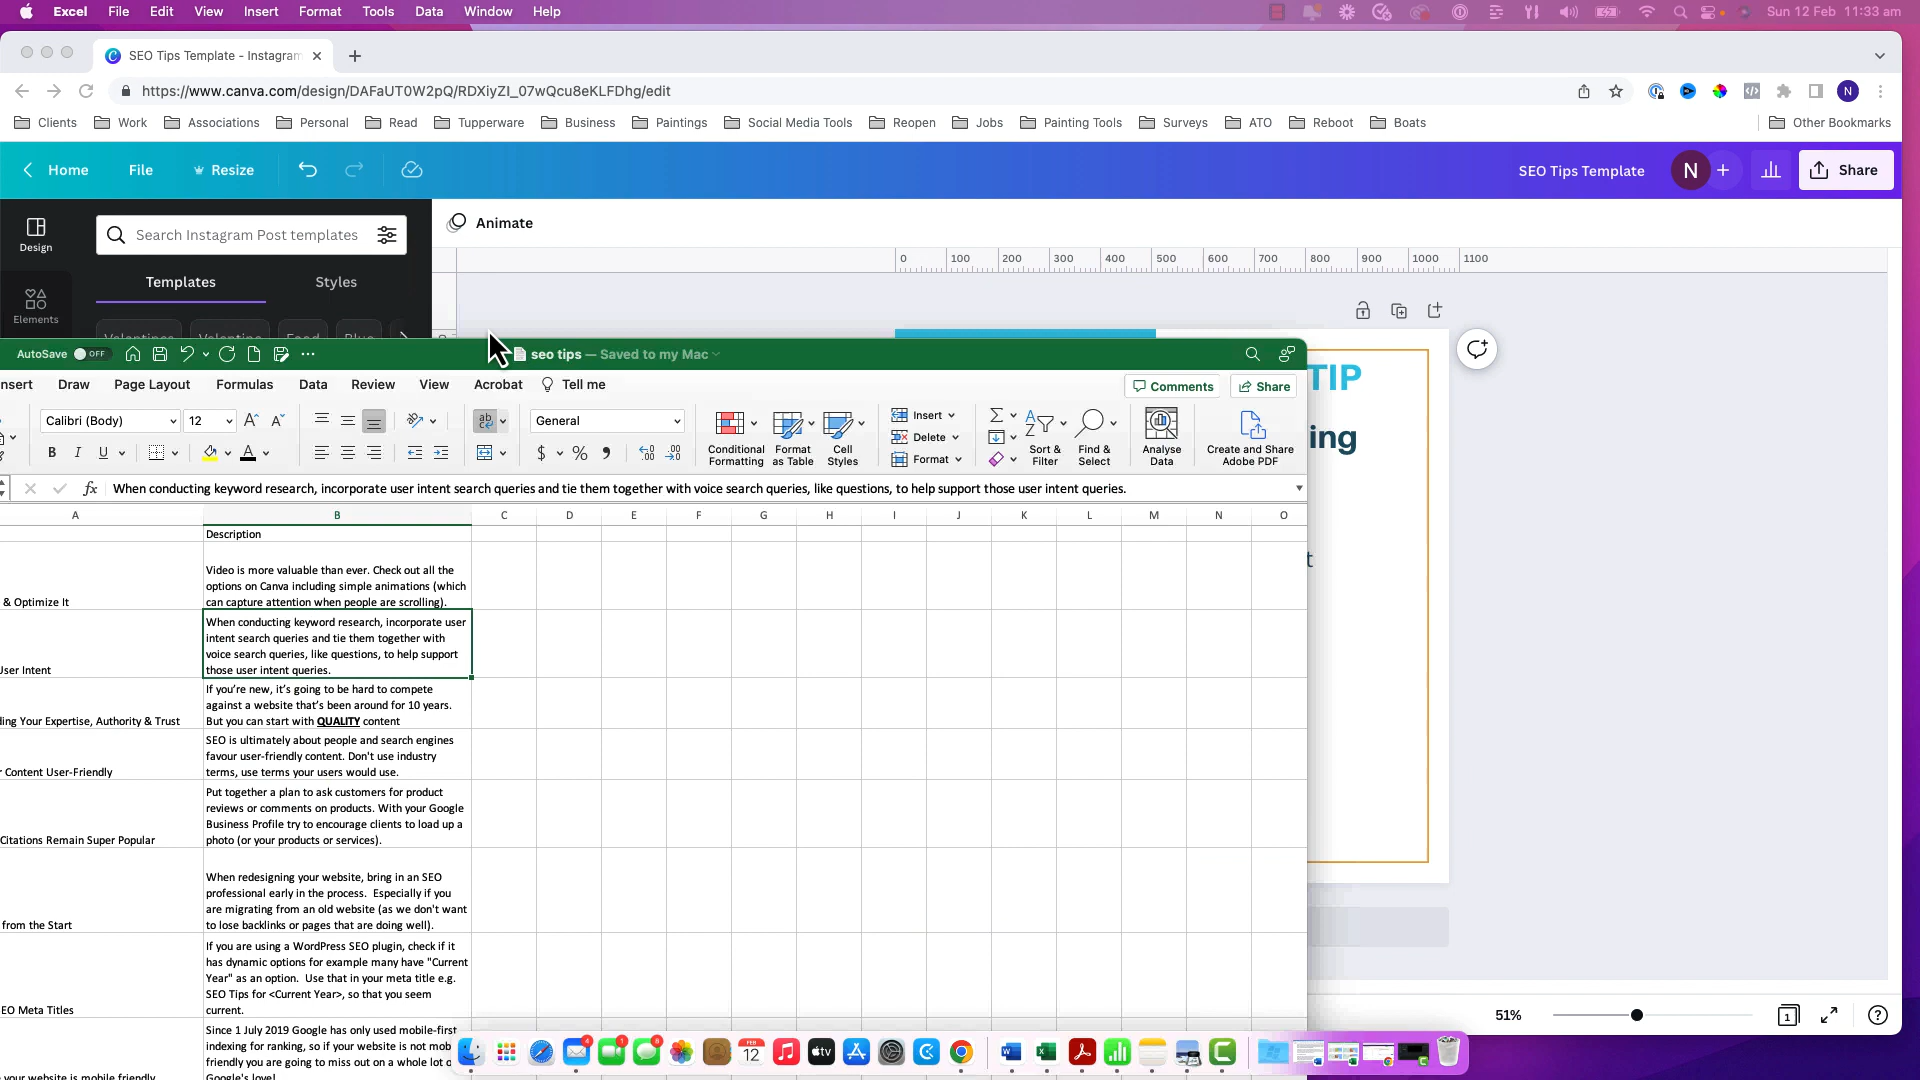 Excel File Edit View Insert Format Tools Data Window Help Sun 12 Feb 11:33 am
SEO Tips Template - Instagram
https://www.canva.com/design/DAFaUT0W2pQ/RDXiyZI_07wQcu8eKLFDhg/edit N
Clients Work Associations Personal Read Tupperware Business Paintings Social Media Tools Reopen Jobs Painting Tools Surveys ATO Reboot Boats Other Bookmarks
Home File Resize SEO Tips Template N + Share
Design
Search Instagram Post templates
Animate
0 100 200 300 400 500 600 700 800 900 1000 1100
Templates Styles
Elements
Valentines Valentine Food Blue
AutoSave OFF seo tips — Saved to my Mac
TIP
nsert Draw Page Layout Formulas Data Review View Acrobat Tell me Comments Share
Calibri (Body) 12 General
Insert
Delete
Format
Conditional Formatting
Format as Table
Cell Styles
Sort & Filter
Find & Select
Analyse Data
Create and Share Adobe PDF
ing
fx When conducting keyword research, incorporate user intent search queries and tie them together with voice search queries, like questions, to help support those user intent queries.
A B C D E F G H I J K L M N O
Description
t
Video is more valuable than ever. Check out all the
options on Canva including simple animations (which
& Optimize It can capture attention when people are scrolling).
When conducting keyword research, incorporate user
intent search queries and tie them together with
voice search queries, like questions, to help support
Jser Intent those user intent queries.
If you're new, it's going to be hard to compete
against a website that's been around for 10 years.
ding Your Expertise, Authority & Trust But you can start with QUALITY content
SEO is ultimately about people and search engines
favour user-friendly content. Don't use industry
r Content User-Friendly terms, use terms your users would use.
Put together a plan to ask customers for product
reviews or comments on products. With your Google
Business Profile try to encourage clients to load up a
Citations Remain Super Popular photo (or your products or services).
When redesigning your website, bring in an SEO
professional early in the process. Especially if you
are migrating from an old website (as we don't want
from the Start to lose backlinks or pages that are doing well).
If you are using a WordPress SEO plugin, check if it
has dynamic options for example many have "Current
Year" as an option. Use that in your meta title e.g.
SEO Tips for <Current Year>, so that you seem
EO Meta Titles current.
Since 1 July 2019 Google has only used mobile-first
indexing for ranking, so if your website is not mob
friendly you are going to miss out on a whole lot o
your website is mobile friendly Google's love!
51% 1 ?
4 1 8 FEB 12 tv